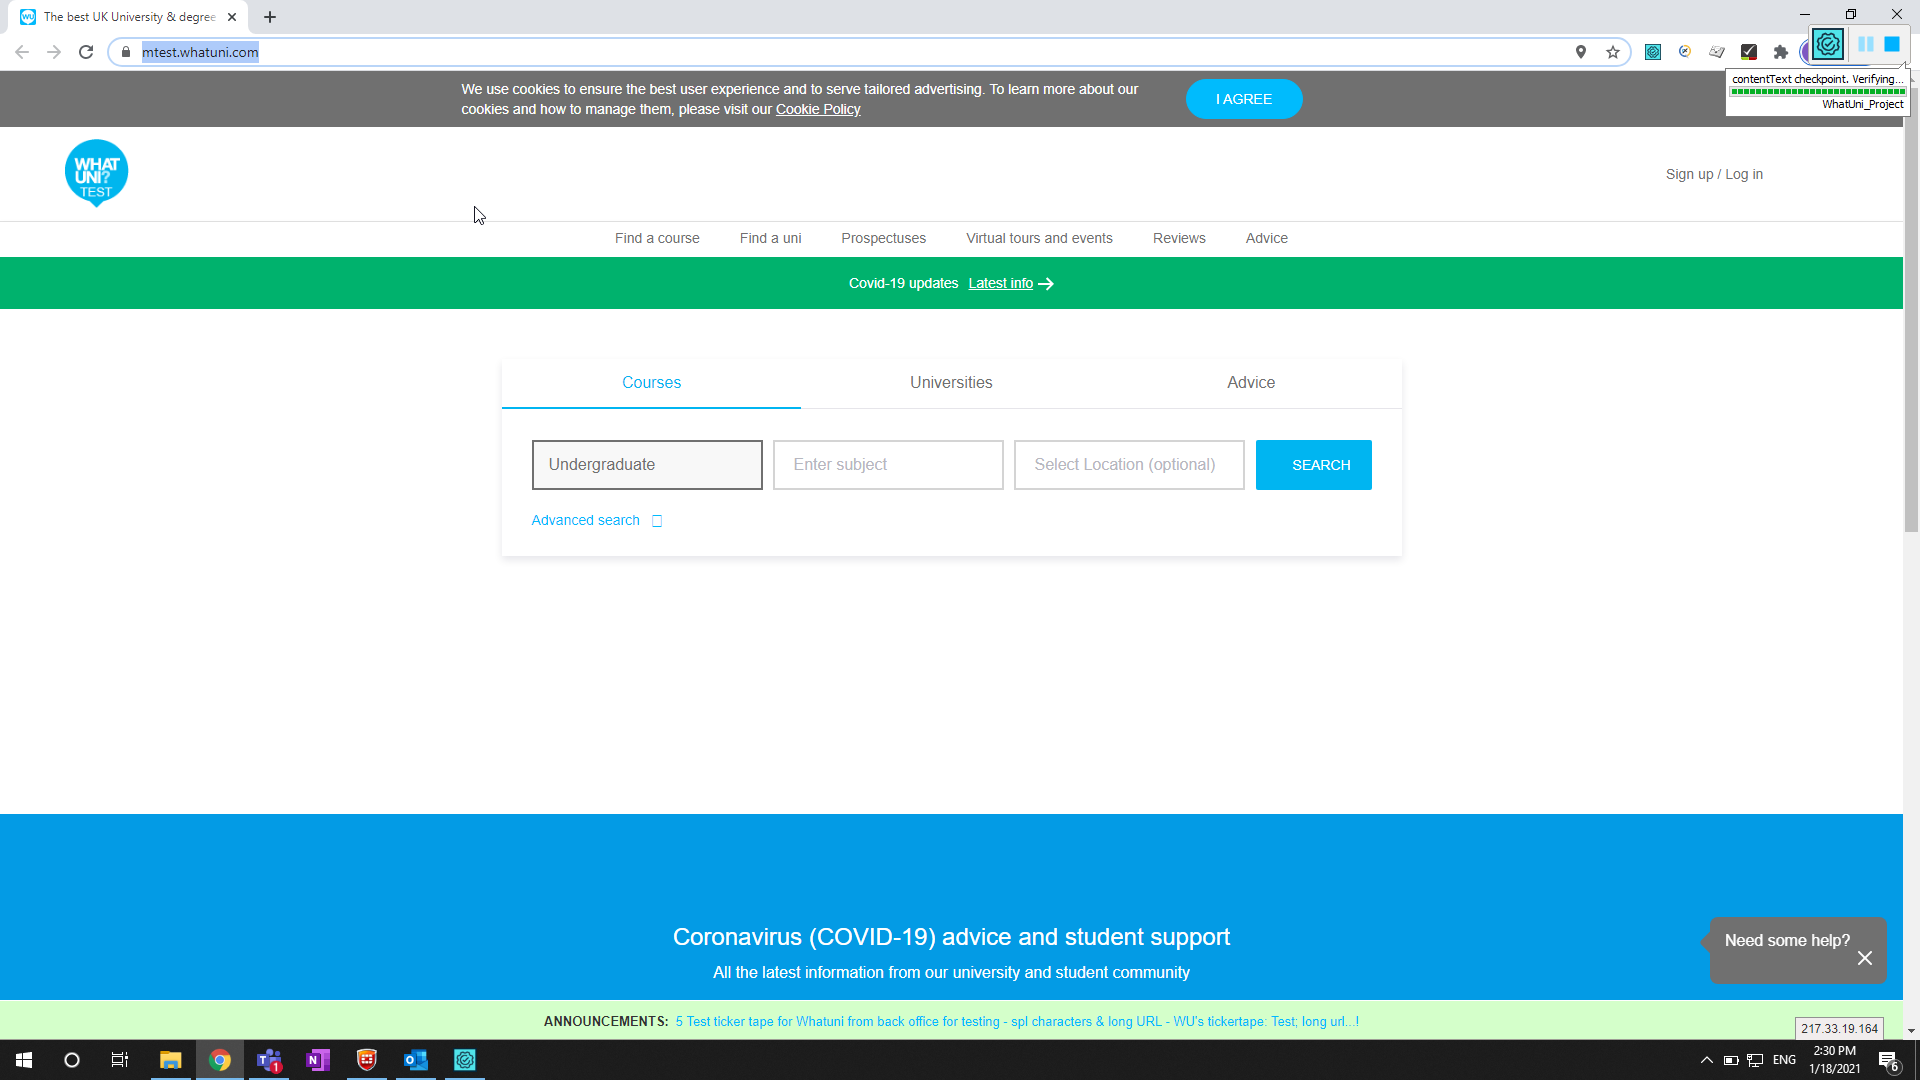 The best UK University & degree
mtest.whatuni.com
contentText checkpoint. Verifying...
WhatUni_Project
We use cookies to ensure the best user experience and to serve tailored advertising. To learn more about our
cookies and how to manage them, please visit our Cookie Policy
I AGREE
WHAT
UNI?
TEST
Sign up / Log in
Find a course Find a uni Prospectuses Virtual tours and events Reviews Advice
Covid-19 updates Latest info
Courses Universities Advice
Undergraduate Enter subject Select Location (optional) SEARCH
Advanced search
Coronavirus (COVID-19) advice and student support
All the latest information from our university and student community
Need some help?
ANNOUNCEMENTS: 5 Test ticker tape for Whatuni from back office for testing - spl characters & long URL - WU's tickertape: Test; long url...!
217.33.19.164
ENG
2:30 PM
1/18/2021
6